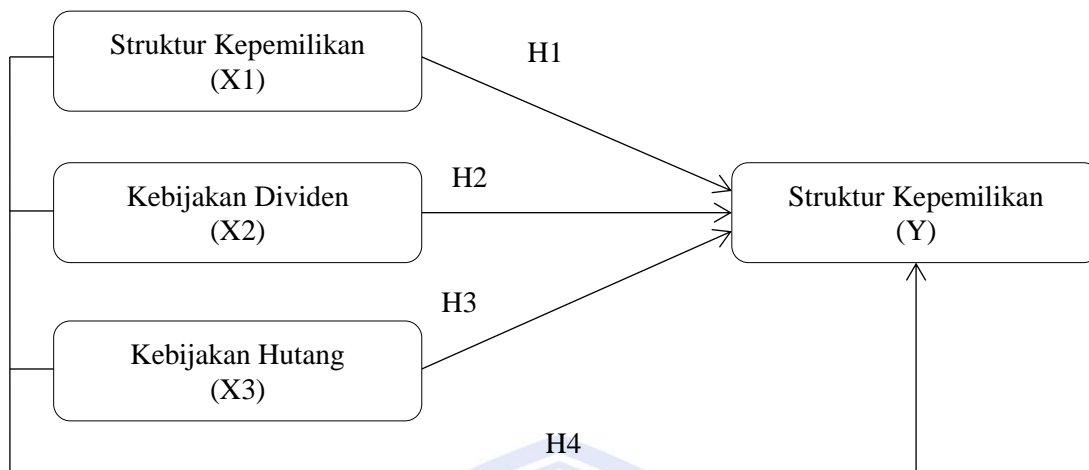 Struktur Kepemilikan
(X1)
H1
Kebijakan Dividen
(X2)
H2
Struktur Kepemilikan
(Y)
H3
Kebijakan Hutang
(X3)
H4